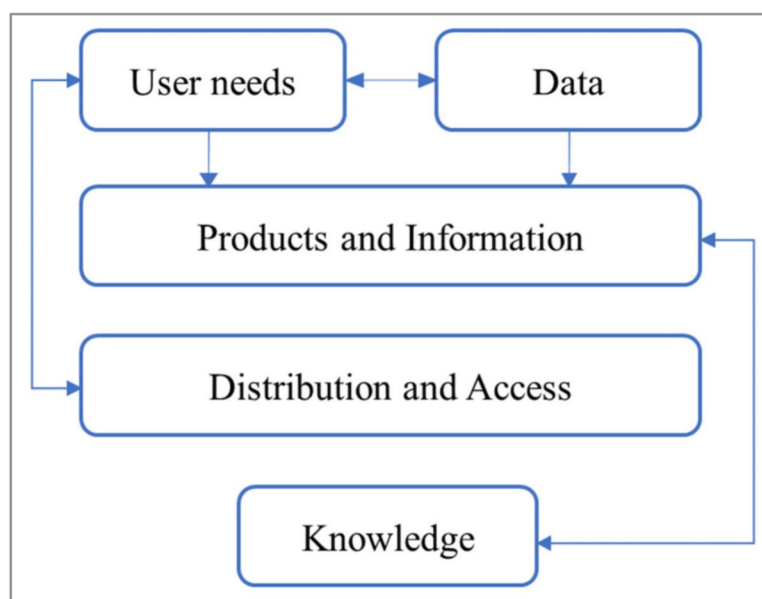 User needs
Data
Products and Information
Distribution and Access
Knowledge